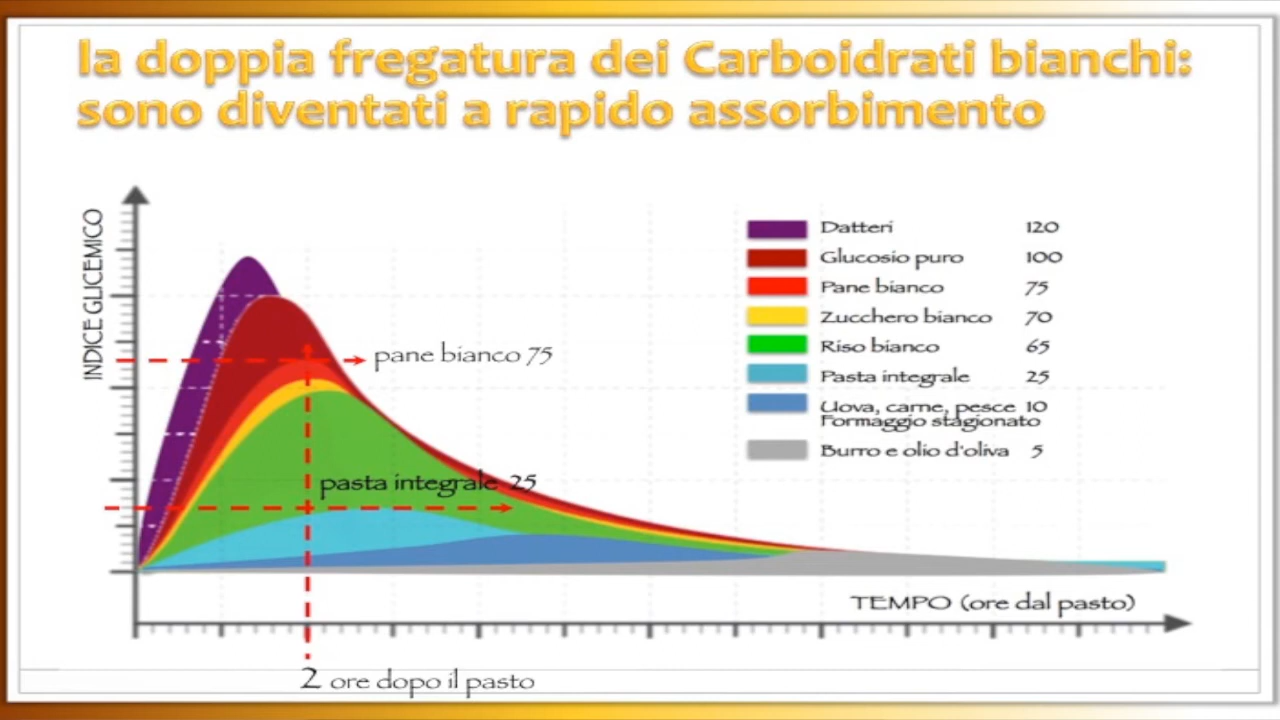 la doppia fregatura dei Carboidrati bianchi:
sono diventati a rapido assorbimento
INDICE GLICEMICO
Datteri 120
Glucosio puro 100
Pane bianco 75
Zucchero bianco 70
Riso bianco 65
Pasta integrale 25
Uova, carne, pesce 10
Formaggio stagionato
Burro e olio d'oliva 5
pane bianco 75
pasta integrale 25
TEMPO (ore dal pasto)
2 ore dopo il pasto